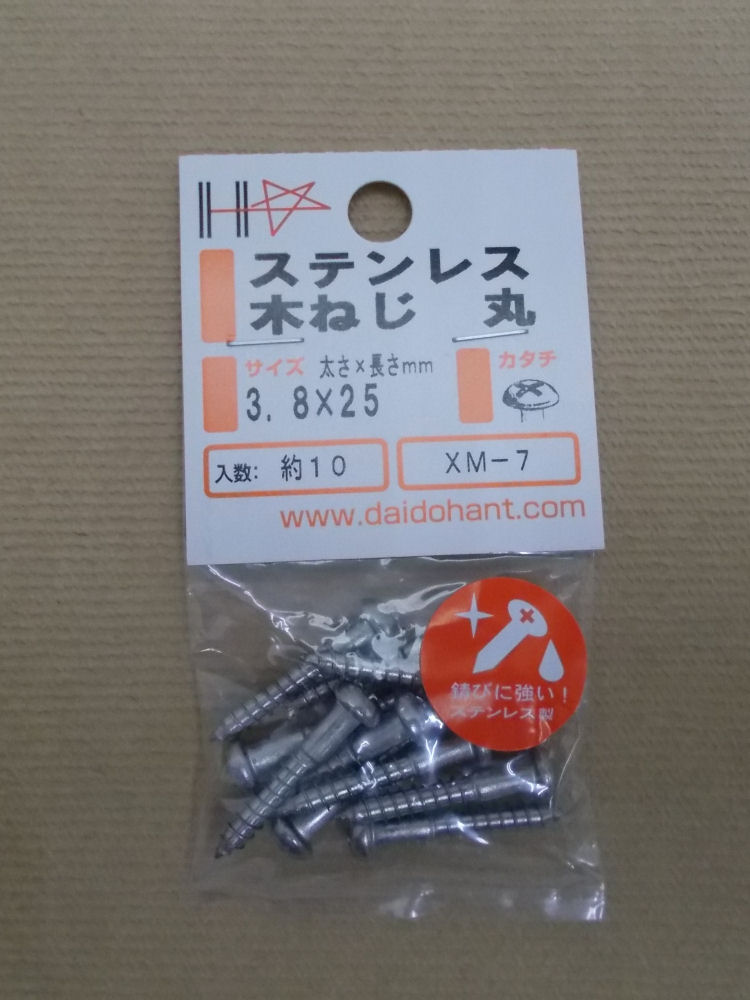 H
ステンレス
木ねじ 丸
サイズ 太さ×長さmm
3.8×25
カタチ
入数: 約10
XM-7
www.daidohant.com
錆びに強い!
ステンレス製